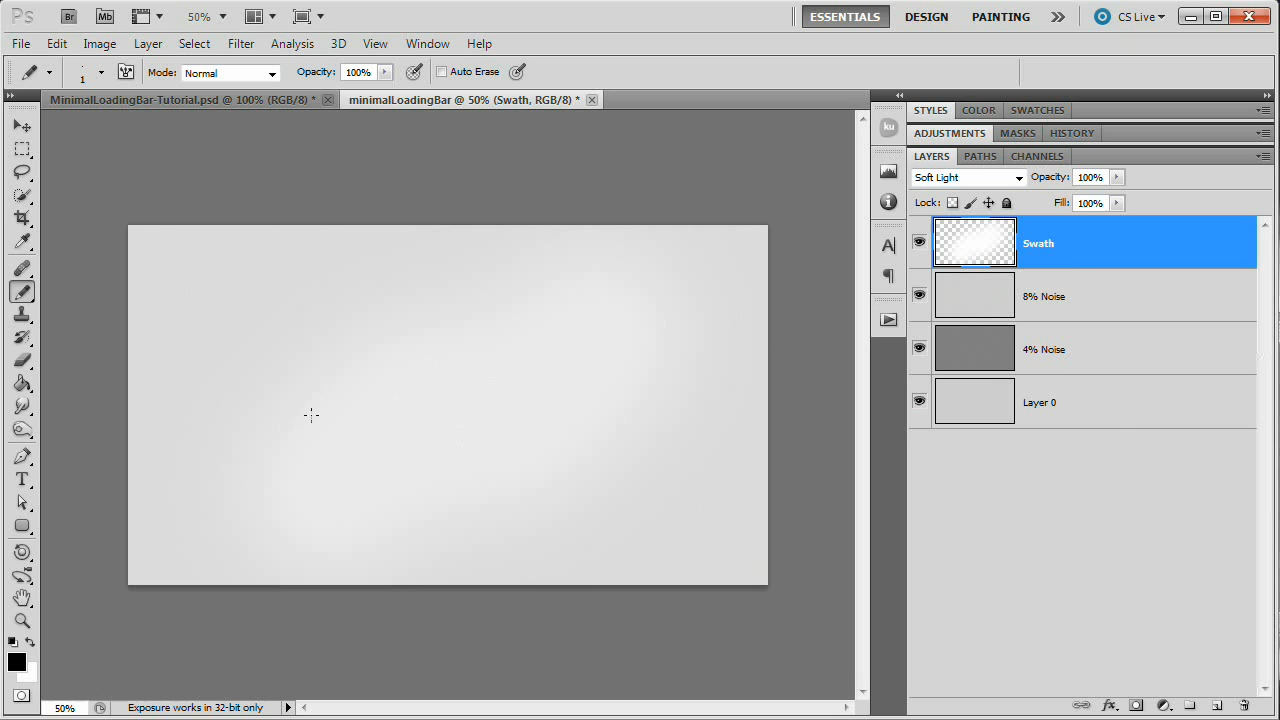 Ps Br Mb 50% ESSENTIALS DESIGN PAINTING CS Live
File Edit Image Layer Select Filter Analysis 3D View Window Help
1 Mode: Normal Opacity: 100% Auto Erase
MinimalLoadingBar-Tutorial.psd @ 100% (RGB/8) * minimalLoadingBar @ 50% (Swath, RGB/8) *
STYLES COLOR SWATCHES
ku
ADJUSTMENTS MASKS HISTORY
LAYERS PATHS CHANNELS
Soft Light Opacity: 100%
Lock: Fill: 100%
Swath
8% Noise
4% Noise
Layer 0
50% Exposure works in 32-bit only